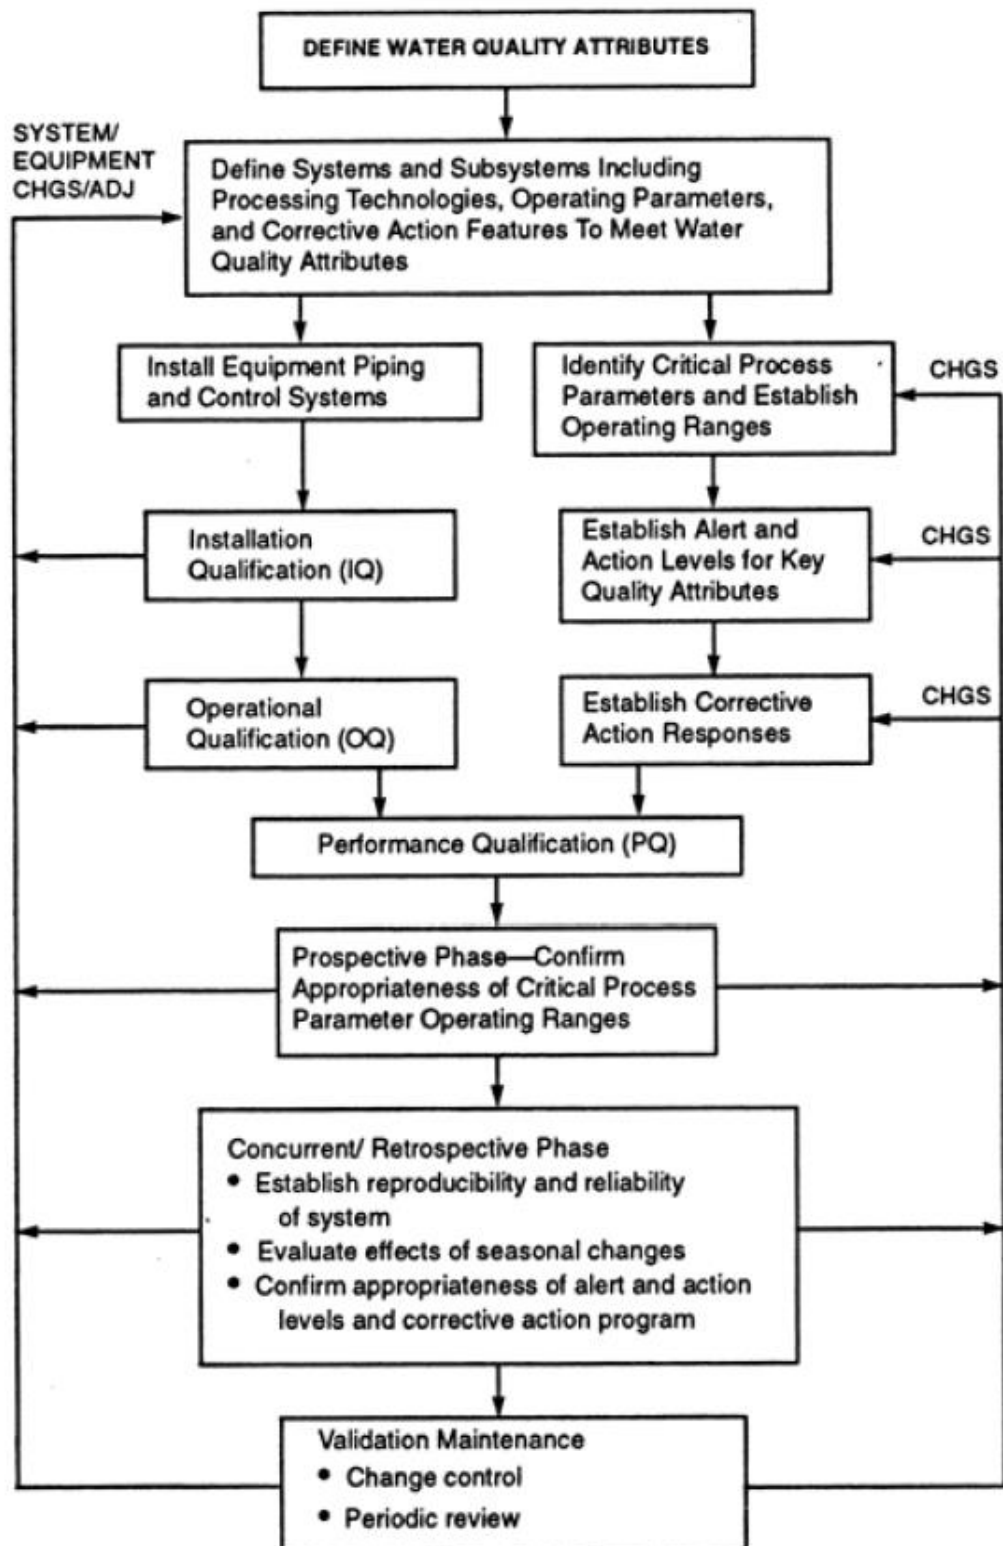 DEFINE WATER QUALITY ATTRIBUTES
SYSTEM/
EQUIPMENT
CHGS/ADJ
Define Systems and Subsystems Including
Processing Technologies, Operating Parameters,
and Corrective Action Features To Meet Water
Quality Attributes
Install Equipment Piping
and Control Systems
Identify Critical Process
Parameters and Establish
Operating Ranges
CHGS
Installation
Qualification (IQ)
Establish Alert and
Action Levels for Key
Quality Attributes
CHGS
Operational
Qualification (OQ)
Establish Corrective
Action Responses
CHGS
Performance Qualification (PQ)
Prospective Phase—Confirm
Appropriateness of Critical Process
Parameter Operating Ranges
Concurrent/ Retrospective Phase
• Establish reproducibility and reliability
of system
• Evaluate effects of seasonal changes
• Confirm appropriateness of alert and action
levels and corrective action program
Validation Maintenance
• Change control
• Periodic review